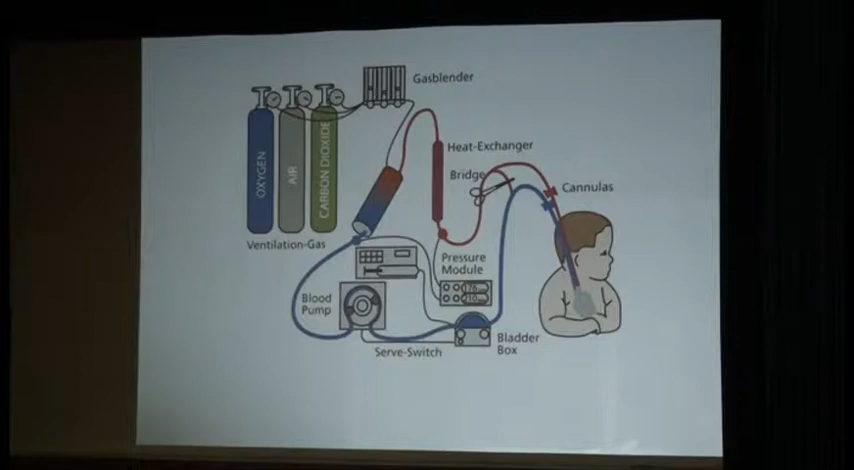 Gasblender
OXYGEN
AIR
CARBON DIOXIDE
Heat-Exchanger
Bridge
Cannulas
Ventilation-Gas
Pressure
Module
Blood
Pump
Serve-Switch
Bladder
Box